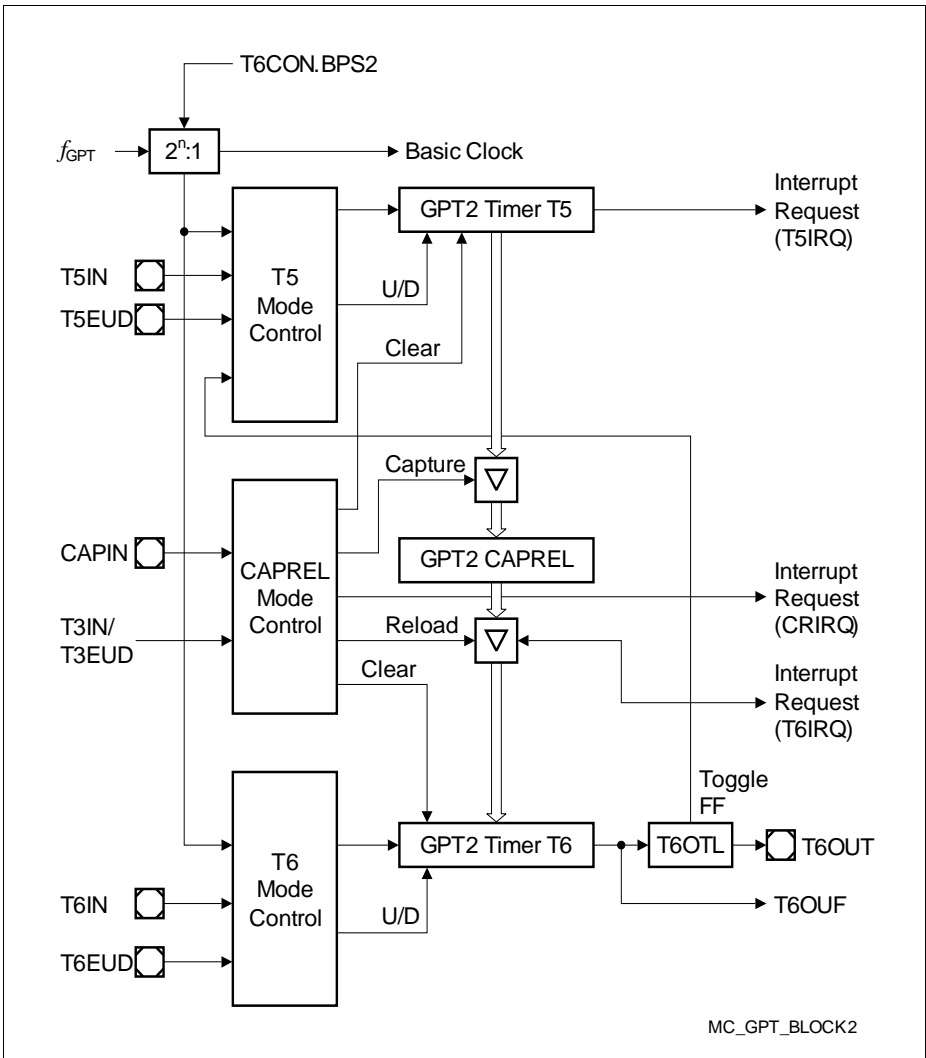 T6CON.BPS2
fGPT
2n:1
Basic Clock
GPT2 Timer T5
Interrupt
Request
(T5IRQ)
T5IN
T5EUD
T5
Mode
Control
U/D
Clear
Capture
CAPIN
T3IN/
T3EUD
CAPREL
Mode
Control
GPT2 CAPREL
Reload
Clear
Interrupt
Request
(CRIRQ)
Interrupt
Request
(T6IRQ)
Toggle
FF
T6
Mode
Control
GPT2 Timer T6
T6OTL
T6OUT
T6IN
U/D
T6OUF
T6EUD
MC_GPT_BLOCK2